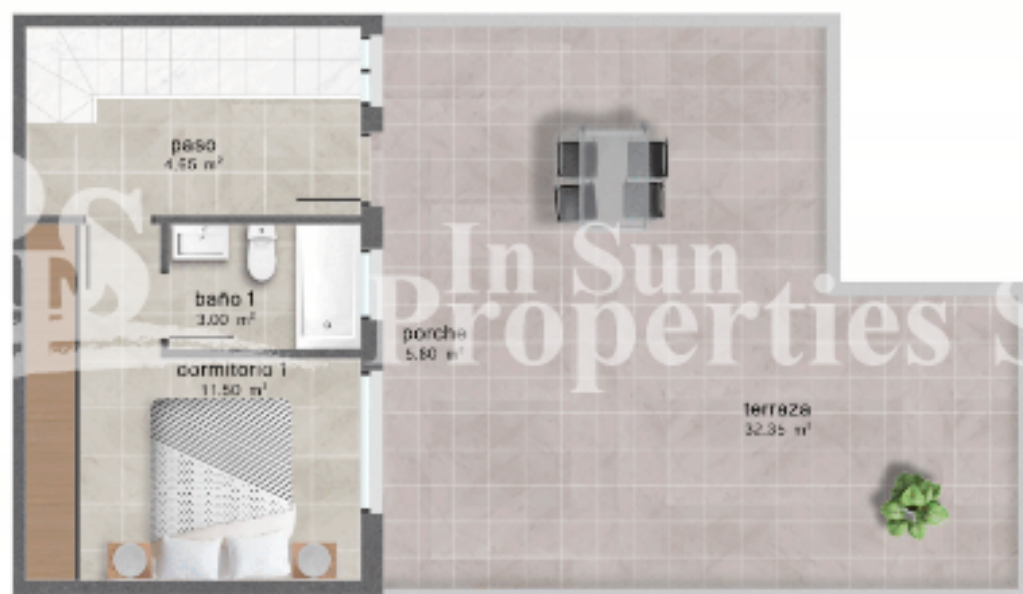 paso
4.65 m²
In Sun
Properties S
baño 1
3.00 m²
porche
5.80 m²
dormitorio 1
11.50 m²
terraza
32.35 m²